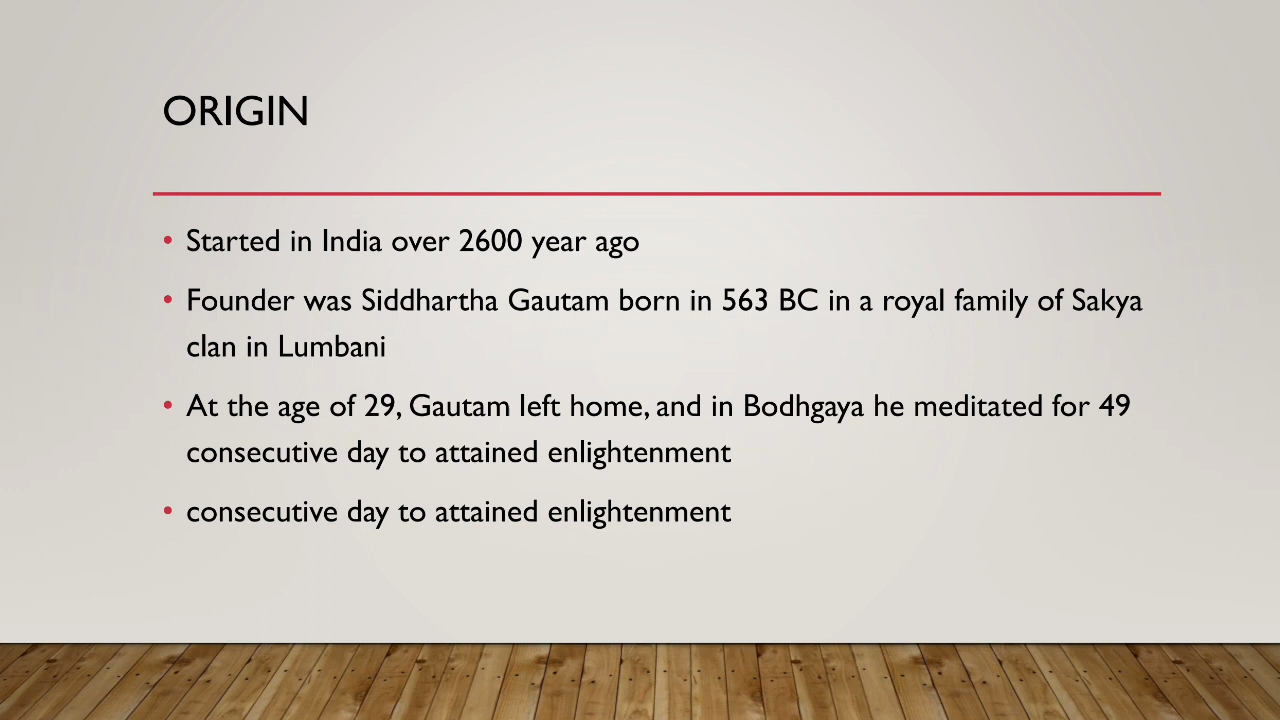 ORIGIN
• Started in India over 2600 year ago
• Founder was Siddhartha Gautam born in 563 BC in a royal family of Sakya
clan in Lumbani
• At the age of 29, Gautam left home, and in Bodhgaya he meditated for 49
consecutive day to attained enlightenment
• consecutive day to attained enlightenment